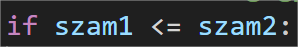 if szam1 <= szam2: